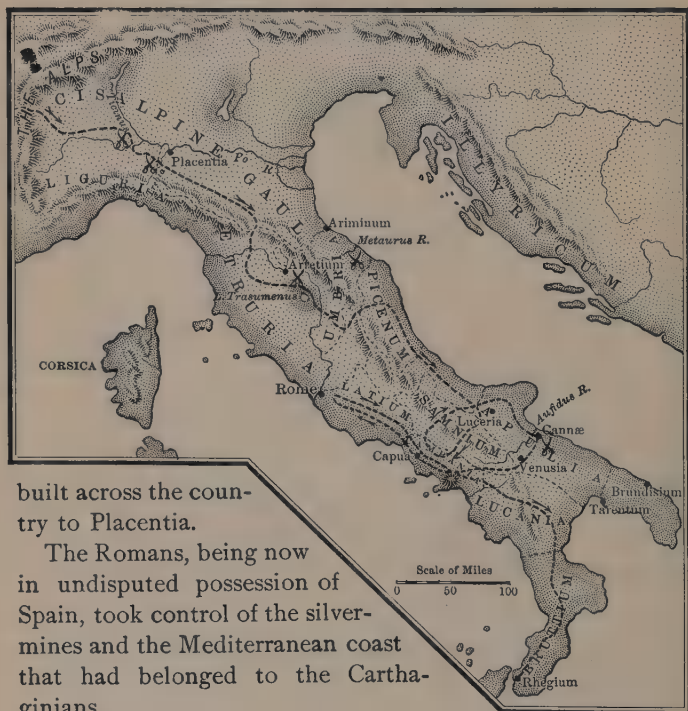 THE ALPS
CISALPINE GAUL
Ticinus
Placentia
Po R.
LIGURIA
ILLYRICUM
Ariminum
Metaurus R.
Arretium
L. Trasumenus
ETRURIA
UMBRIA
PICENUM
CORSICA
Rome
LATIUM
SAMNIUM
APULIA
Luceria
Aufidus R.
Cannæ
Capua
Venusia
Brundisium
Tarentum
LUCANIA
Scale of Miles
0 50 100
BRUTTIUM
Rhegium
built across the coun-
try to Placentia.
The Romans, being now
in undisputed possession of
Spain, took control of the silver-
mines and the Mediterranean coast
that had belonged to the Cartha-
ginians